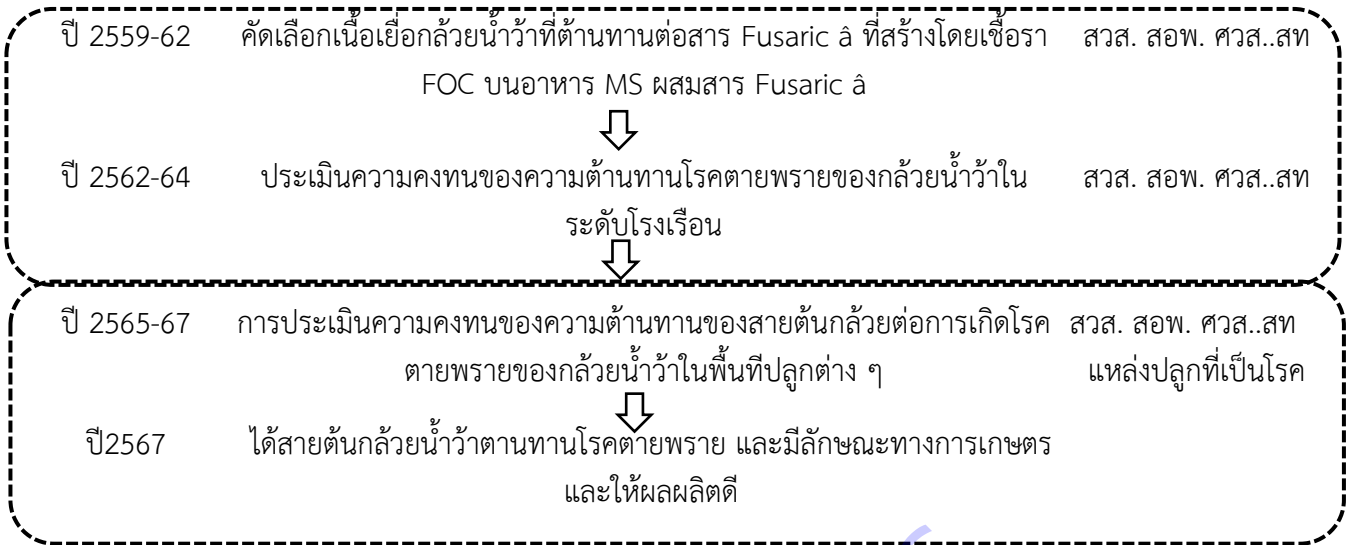 ปี 2559-62 คัดเลือกเนื้อเยื่อกล้วยน้ำว้าที่ต้านทานต่อสาร Fusaric â ที่สร้างโดยเชื้อรา สวส. สอพ. ศวส..สท
FOC บนอาหาร MS ผสมสาร Fusaric â
ปี 2562-64 ประเมินความคงทนของความต้านทานโรคตายพรายของกล้วยน้ำว้าใน สวส. สอพ. ศวส..สท
ระดับโรงเรือน
ปี 2565-67 การประเมินความคงทนของความต้านทานของสายต้นกล้วยต่อการเกิดโรค สวส. สอพ. ศวส..สท
ตายพรายของกล้วยน้ำว้าในพื้นทีปลูกต่าง ๆ แหล่งปลูกที่เป็นโรค
ปี2567 ได้สายต้นกล้วยน้ำว้าตานทานโรคตายพราย และมีลักษณะทางการเกษตร
และให้ผลผลิตดี